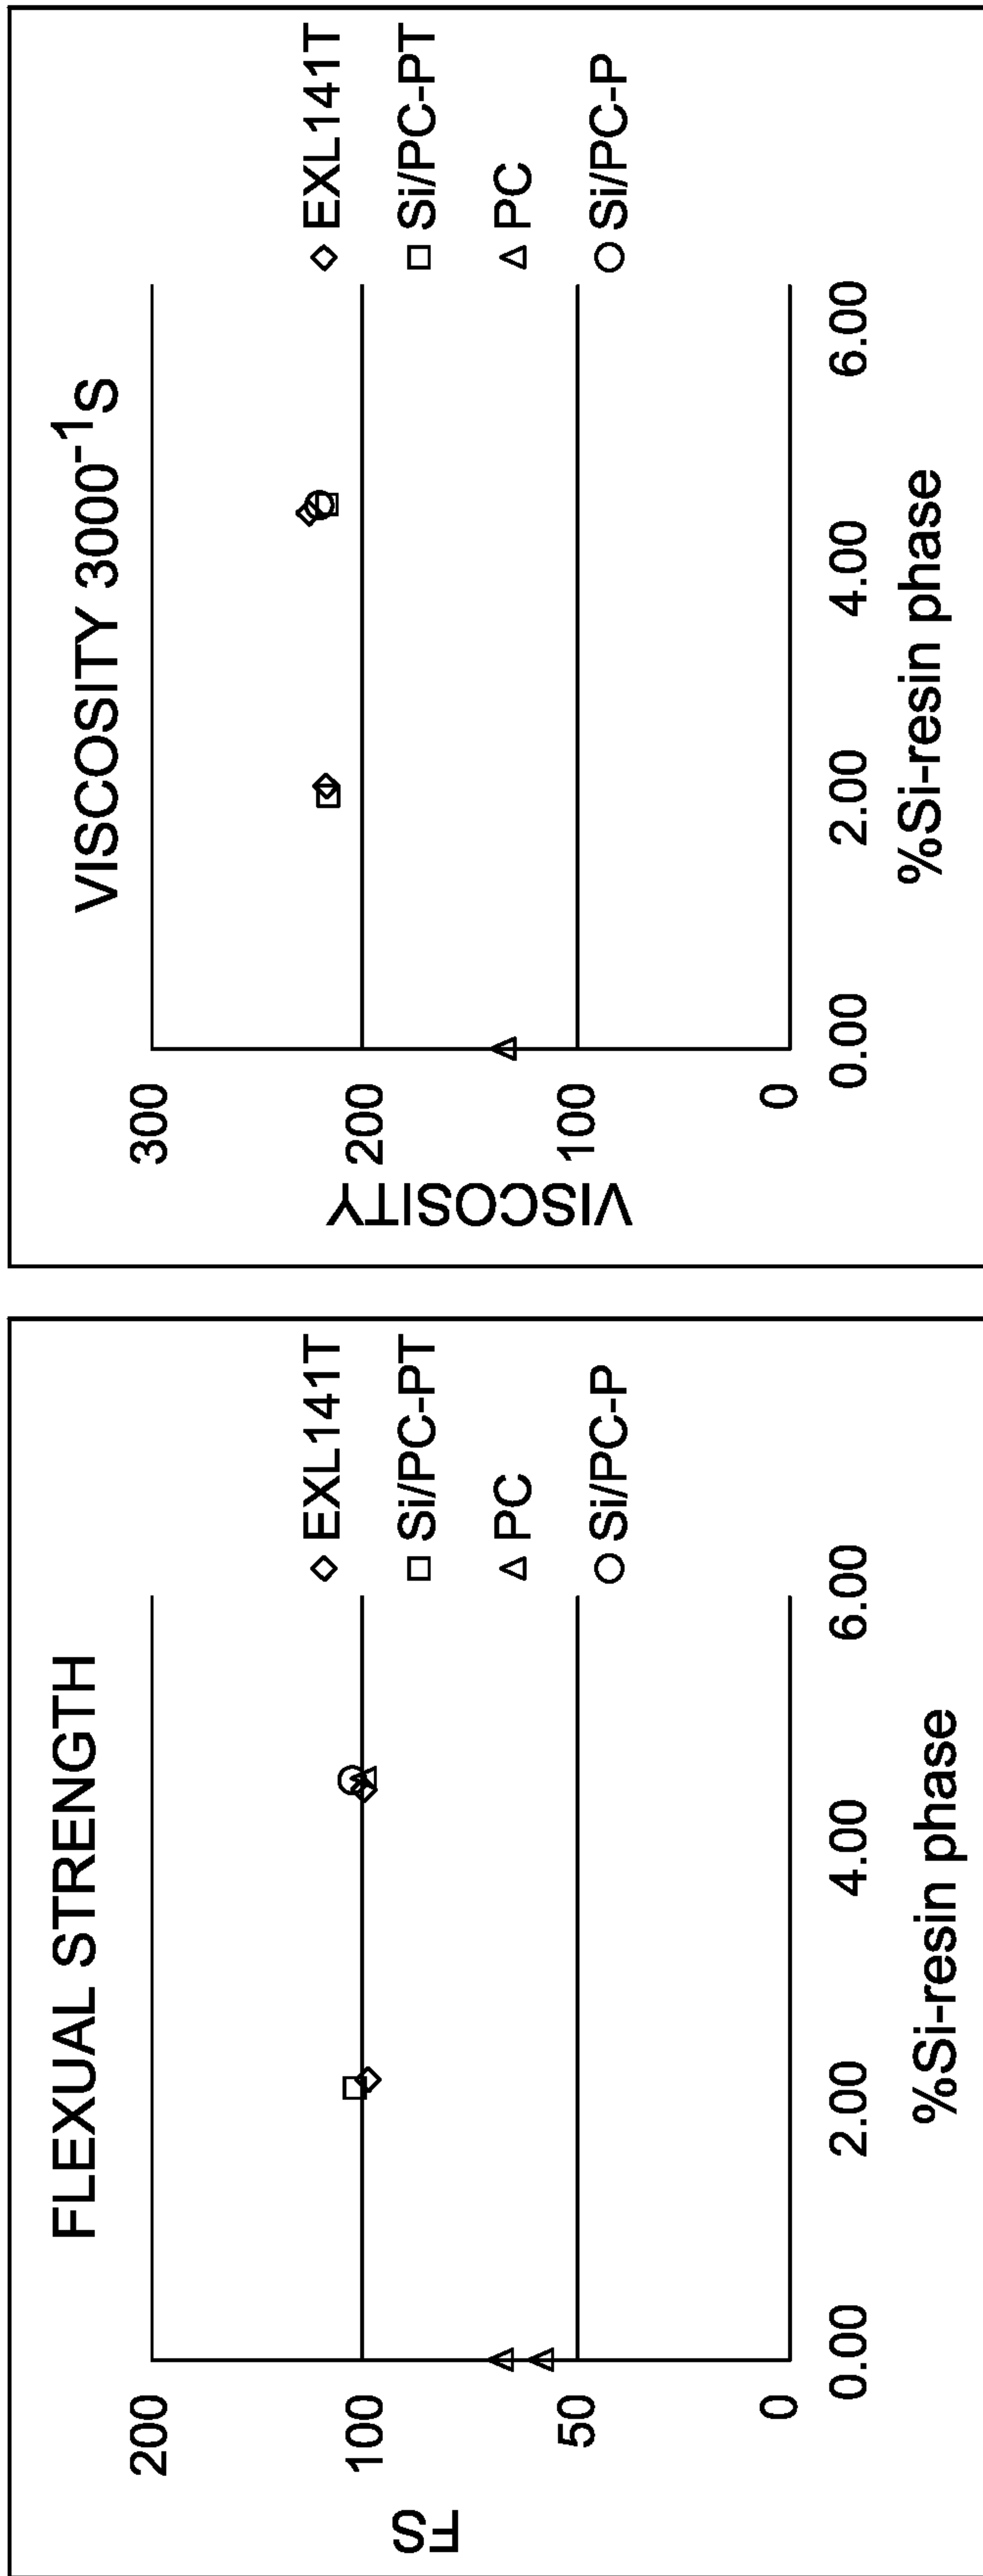 FLEXUAL STRENGTH
200
100
50
0
FS
0.00
2.00
4.00
6.00
%Si-resin phase
EXL141T
Si/PC-PT
PC
Si/PC-P
VISCOSITY 3000⁻¹S
300
200
100
0
VISCOSITY
0.00
2.00
4.00
6.00
%Si-resin phase
EXL141T
Si/PC-PT
PC
Si/PC-P